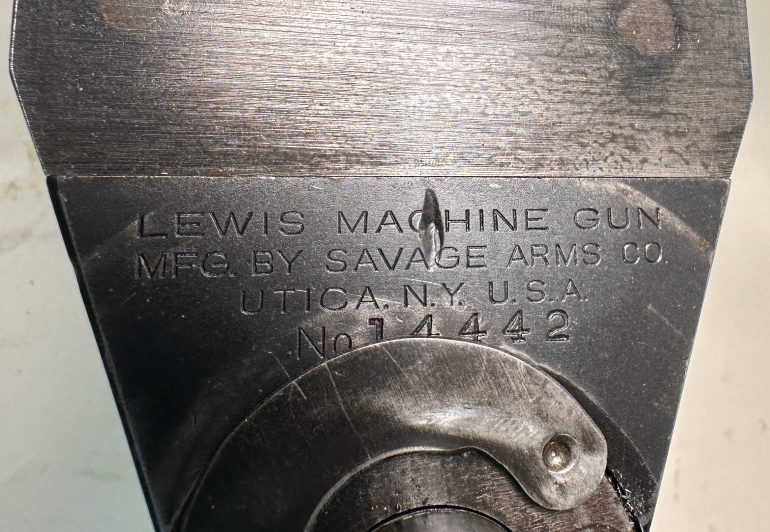 LEWIS MACHINE GUN
MFG. BY SAVAGE ARMS CO.
UTICA. N.Y. U.S.A.
No 14442